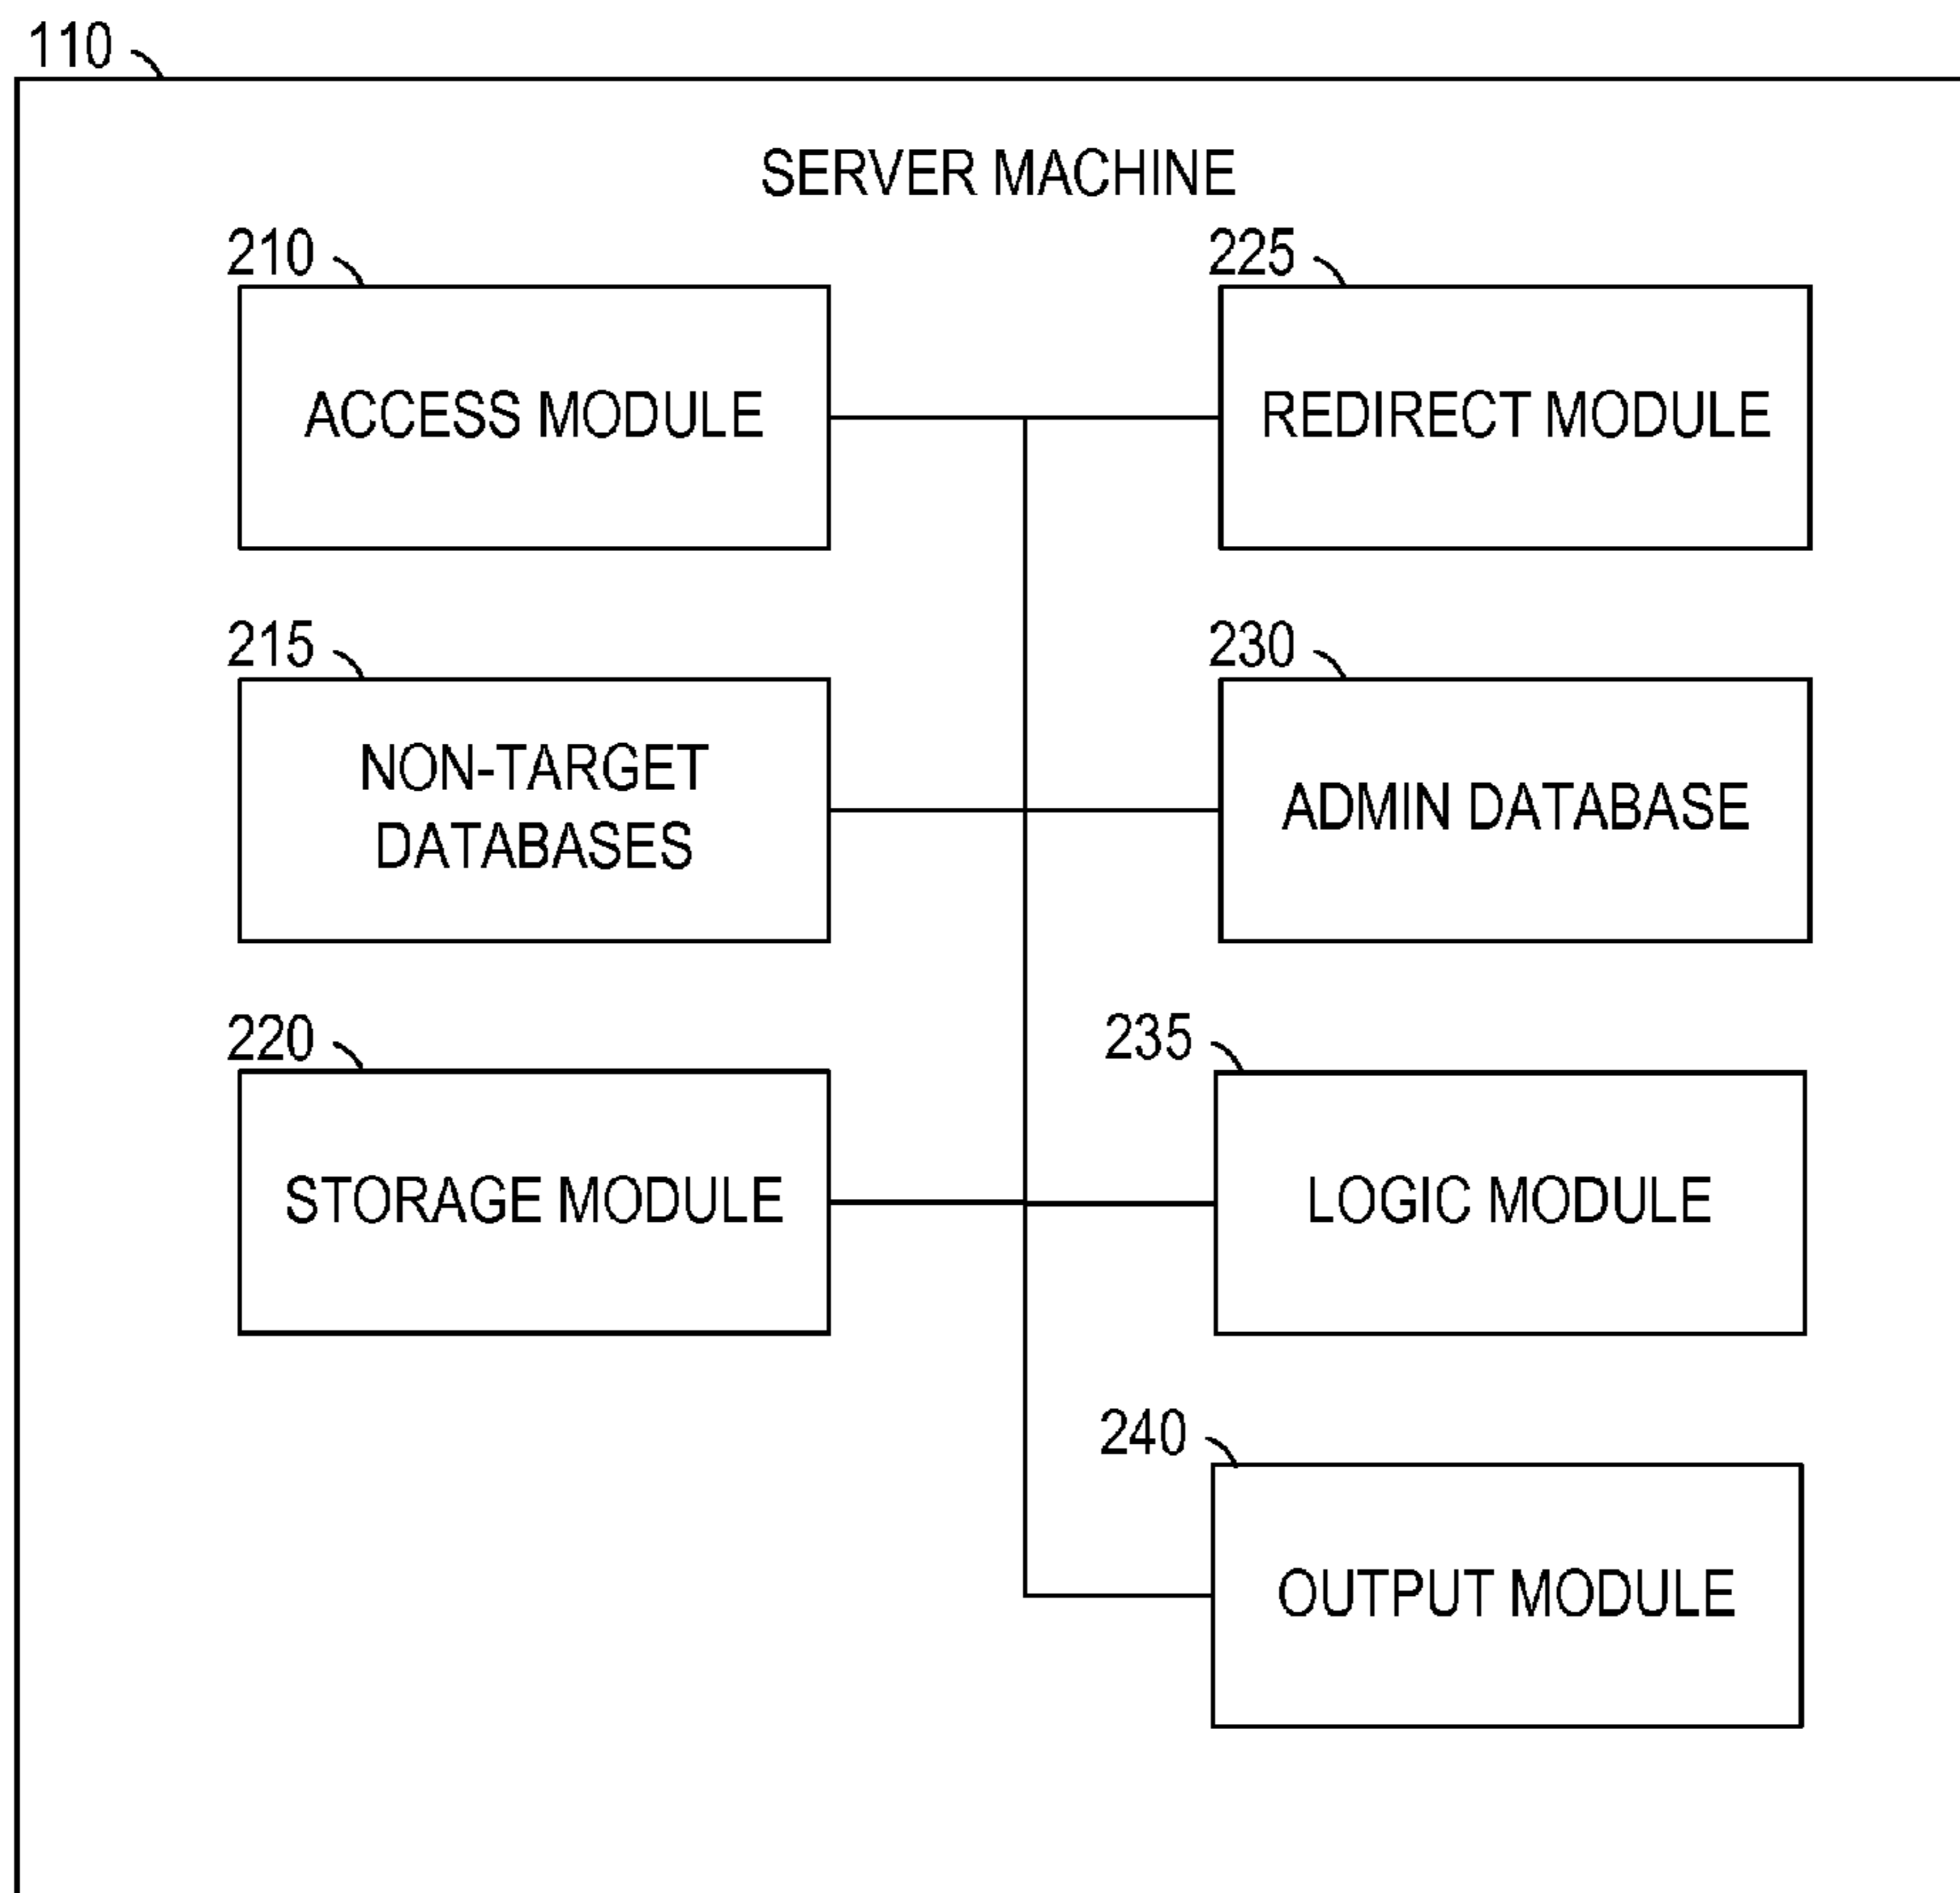 110
SERVER MACHINE
210
ACCESS MODULE
225
REDIRECT MODULE
215
NON-TARGET
DATABASES
230
ADMIN DATABASE
220
STORAGE MODULE
235
LOGIC MODULE
240
OUTPUT MODULE